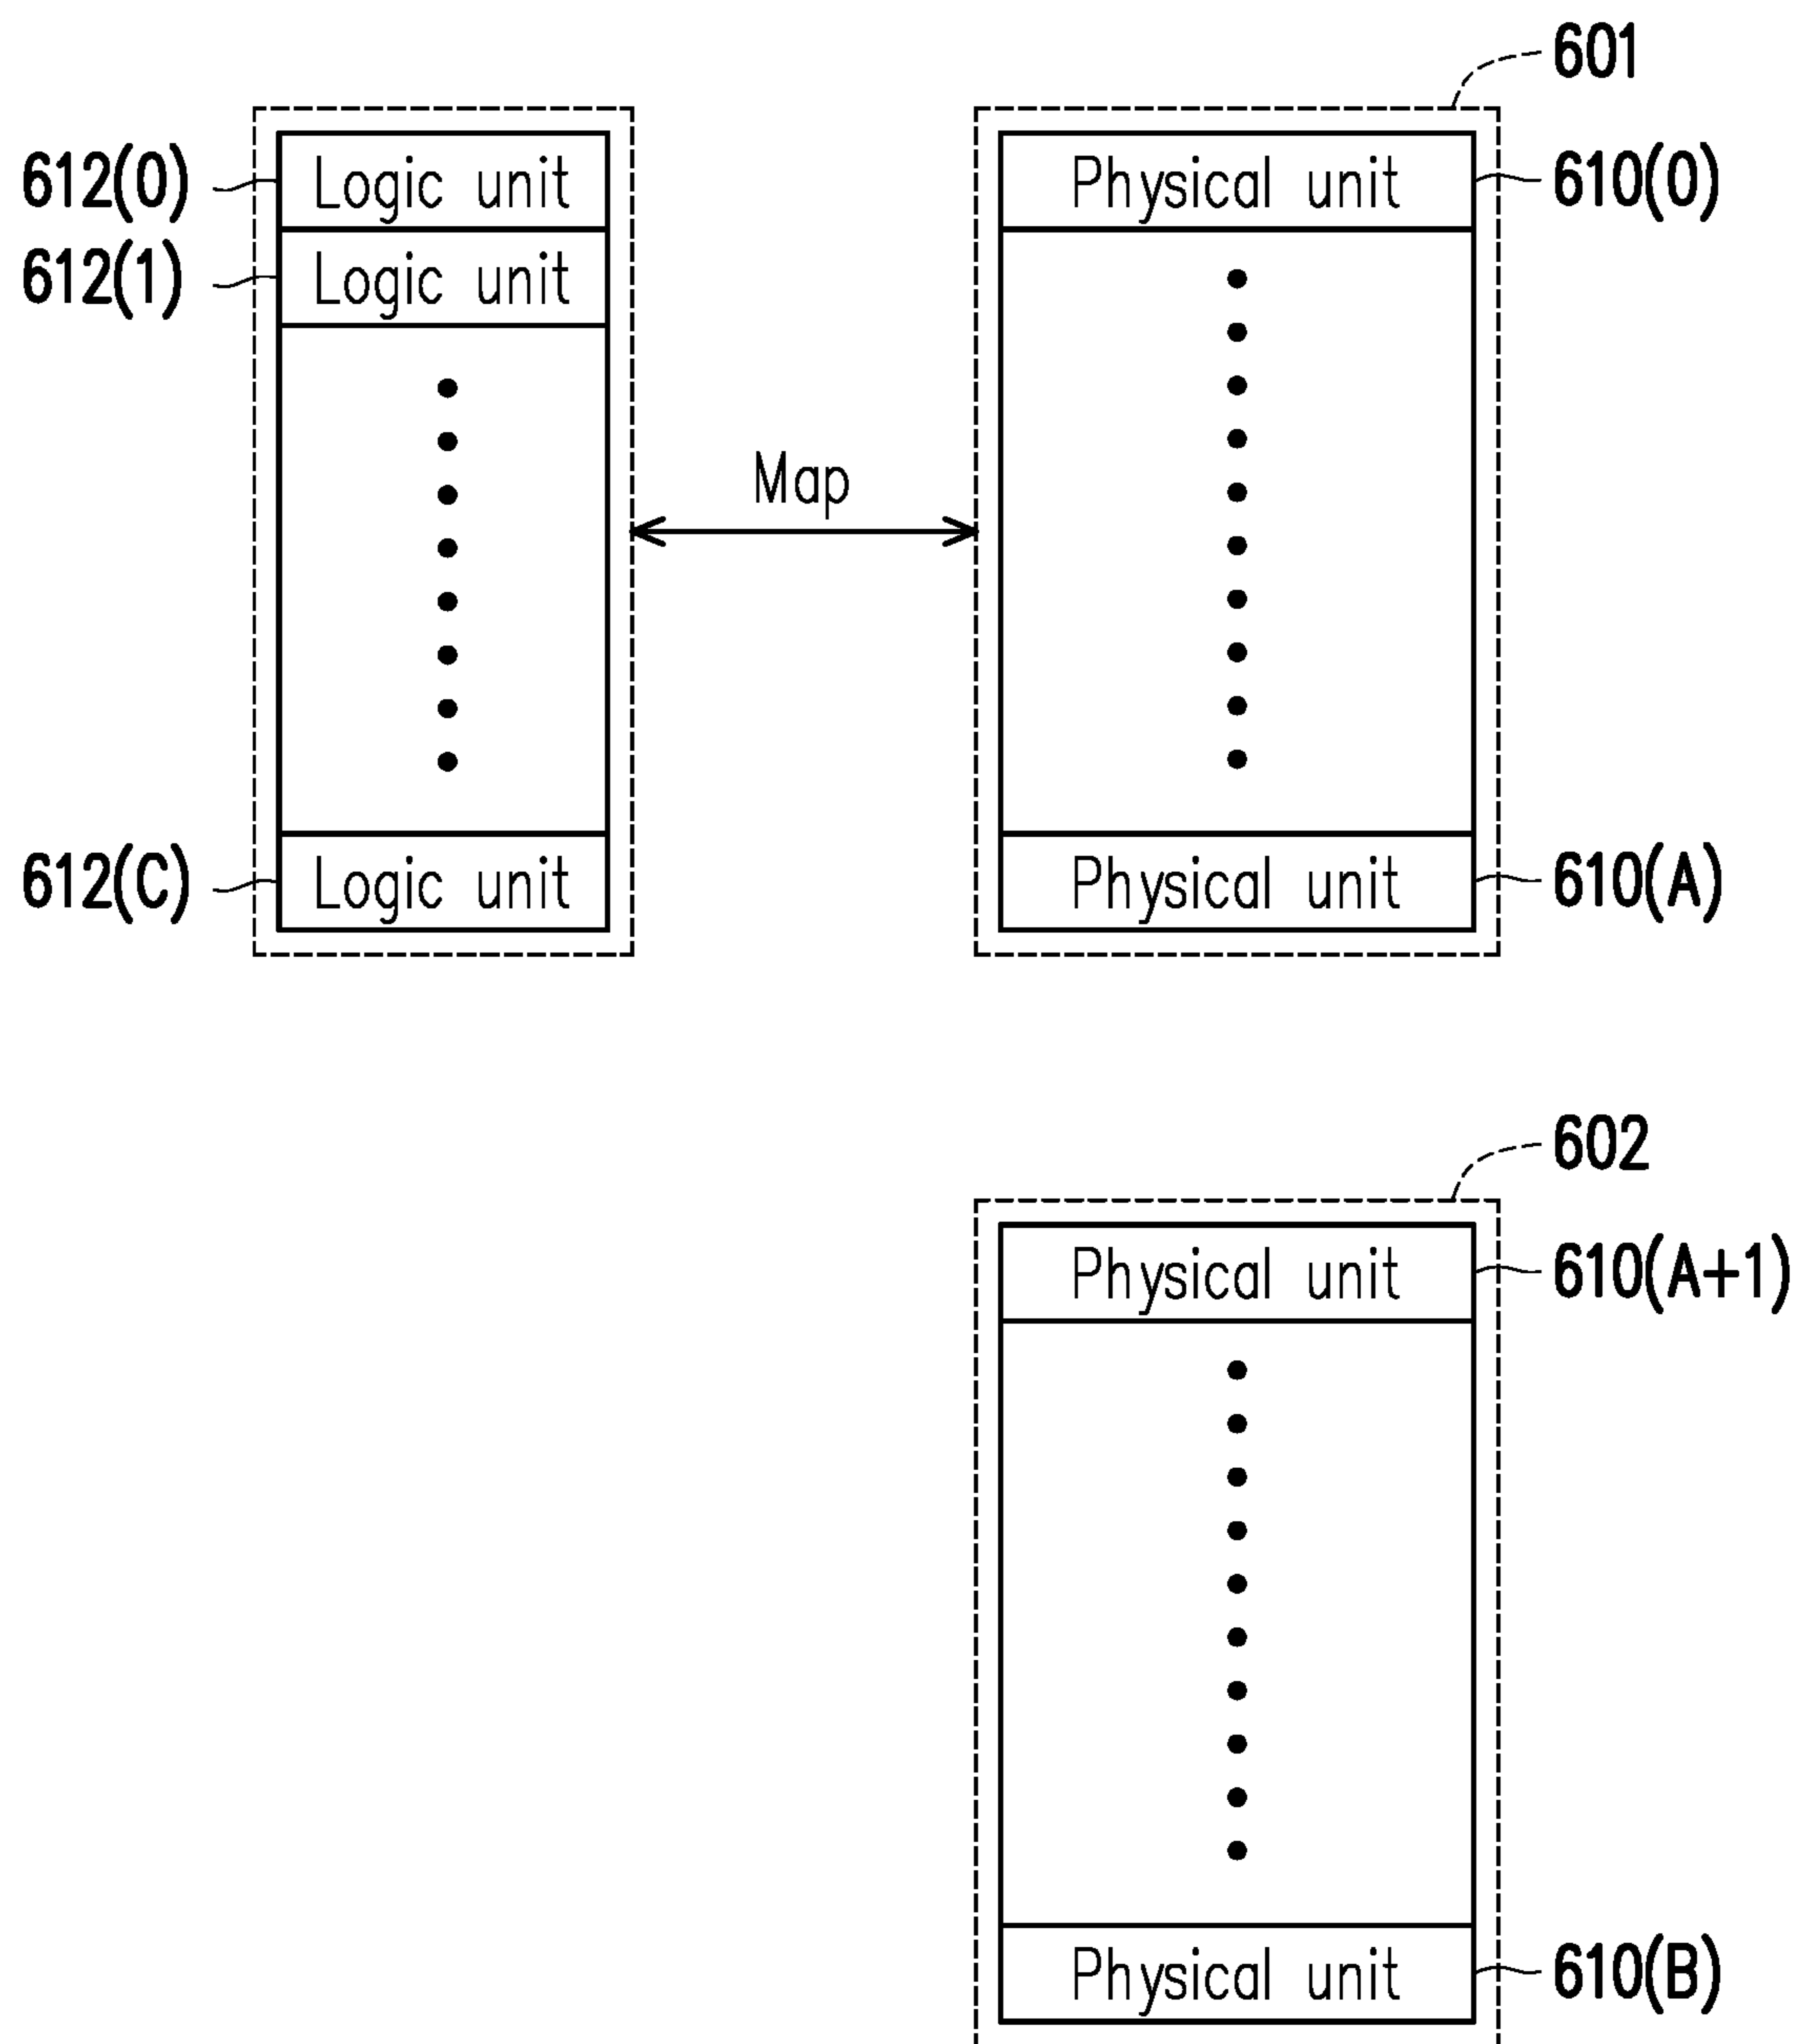 601
612(0) Logic unit Physical unit 610(0)
612(1) Logic unit
Map
612(C) Logic unit Physical unit 610(A)
602
Physical unit 610(A+1)
Physical unit 610(B)